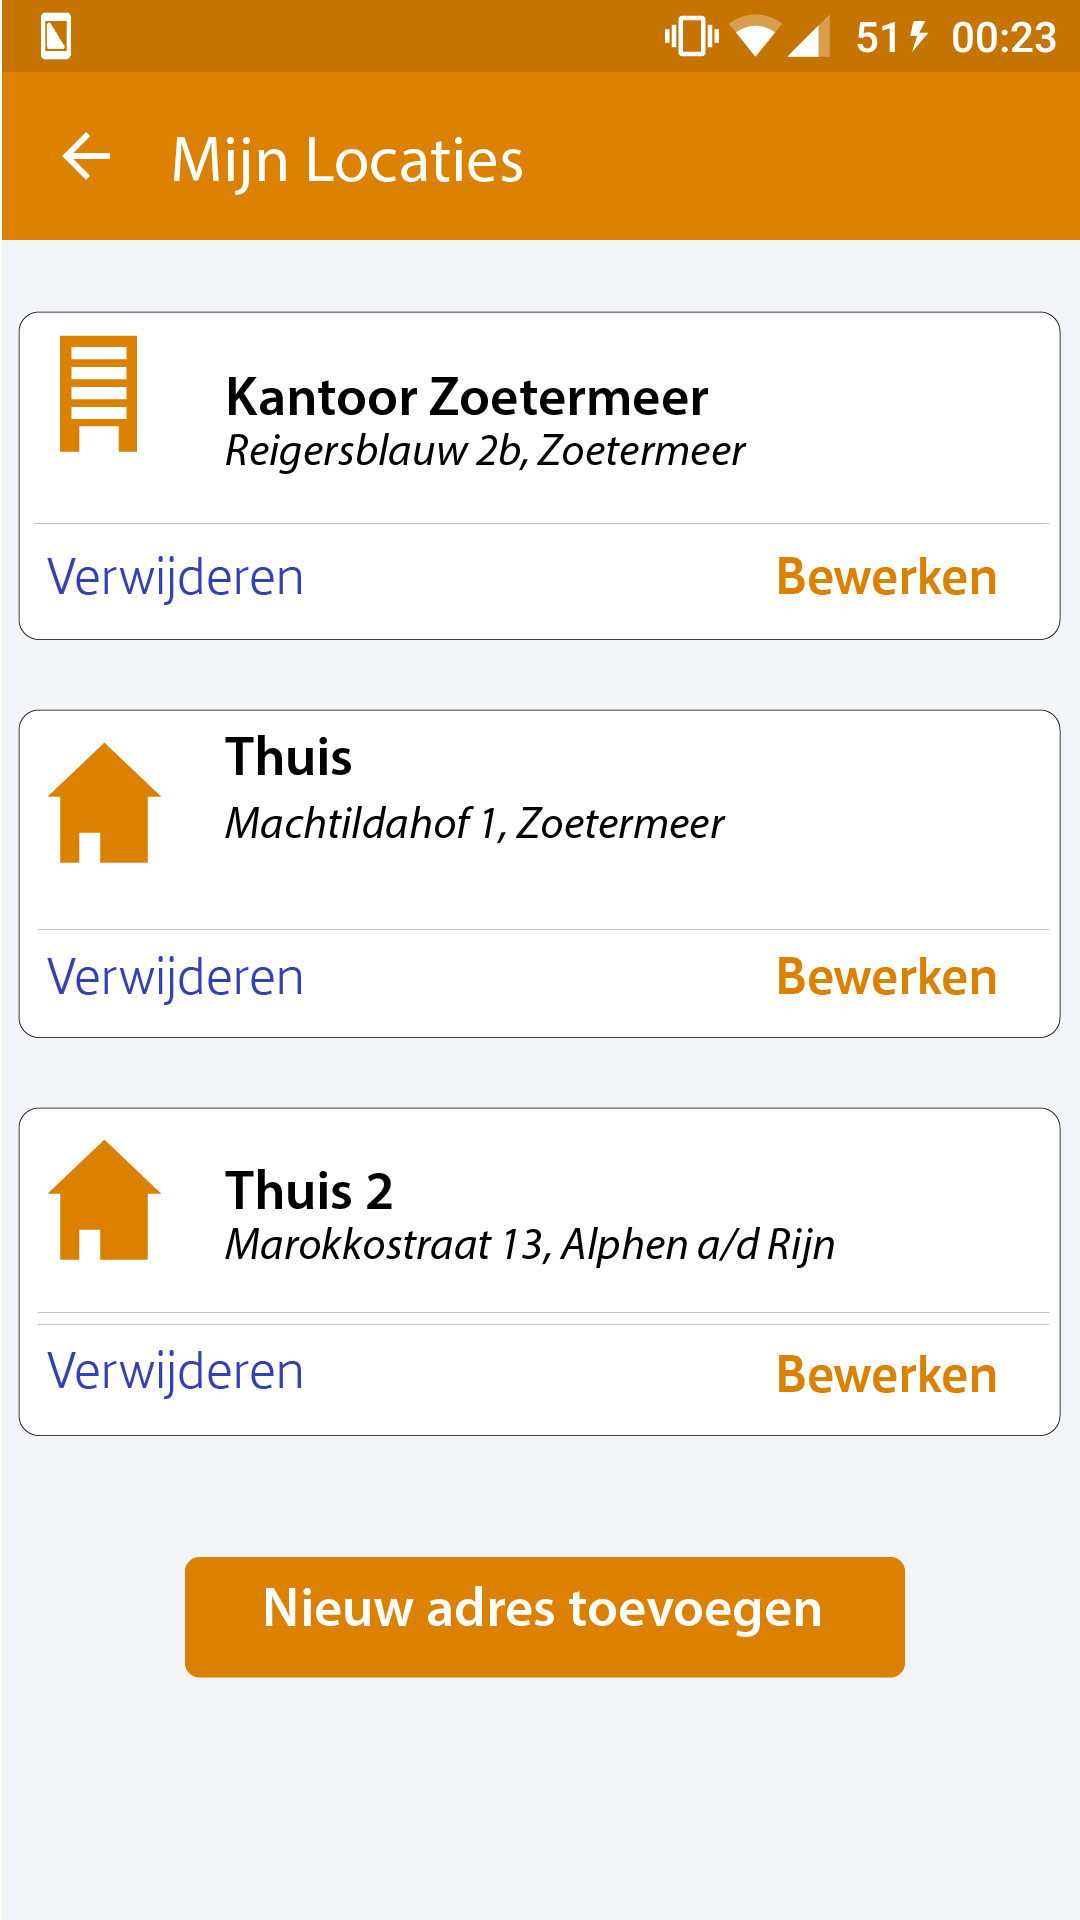 51 00:23
Mijn Locaties
Kantoor Zoetermeer
Reigersblauw 2b, Zoetermeer
Verwijderen Bewerken
Thuis
Machtildahof 1, Zoetermeer
Verwijderen Bewerken
Thuis 2
Marokkostraat 13, Alphen a/d Rijn
Verwijderen Bewerken
Nieuw adres toevoegen